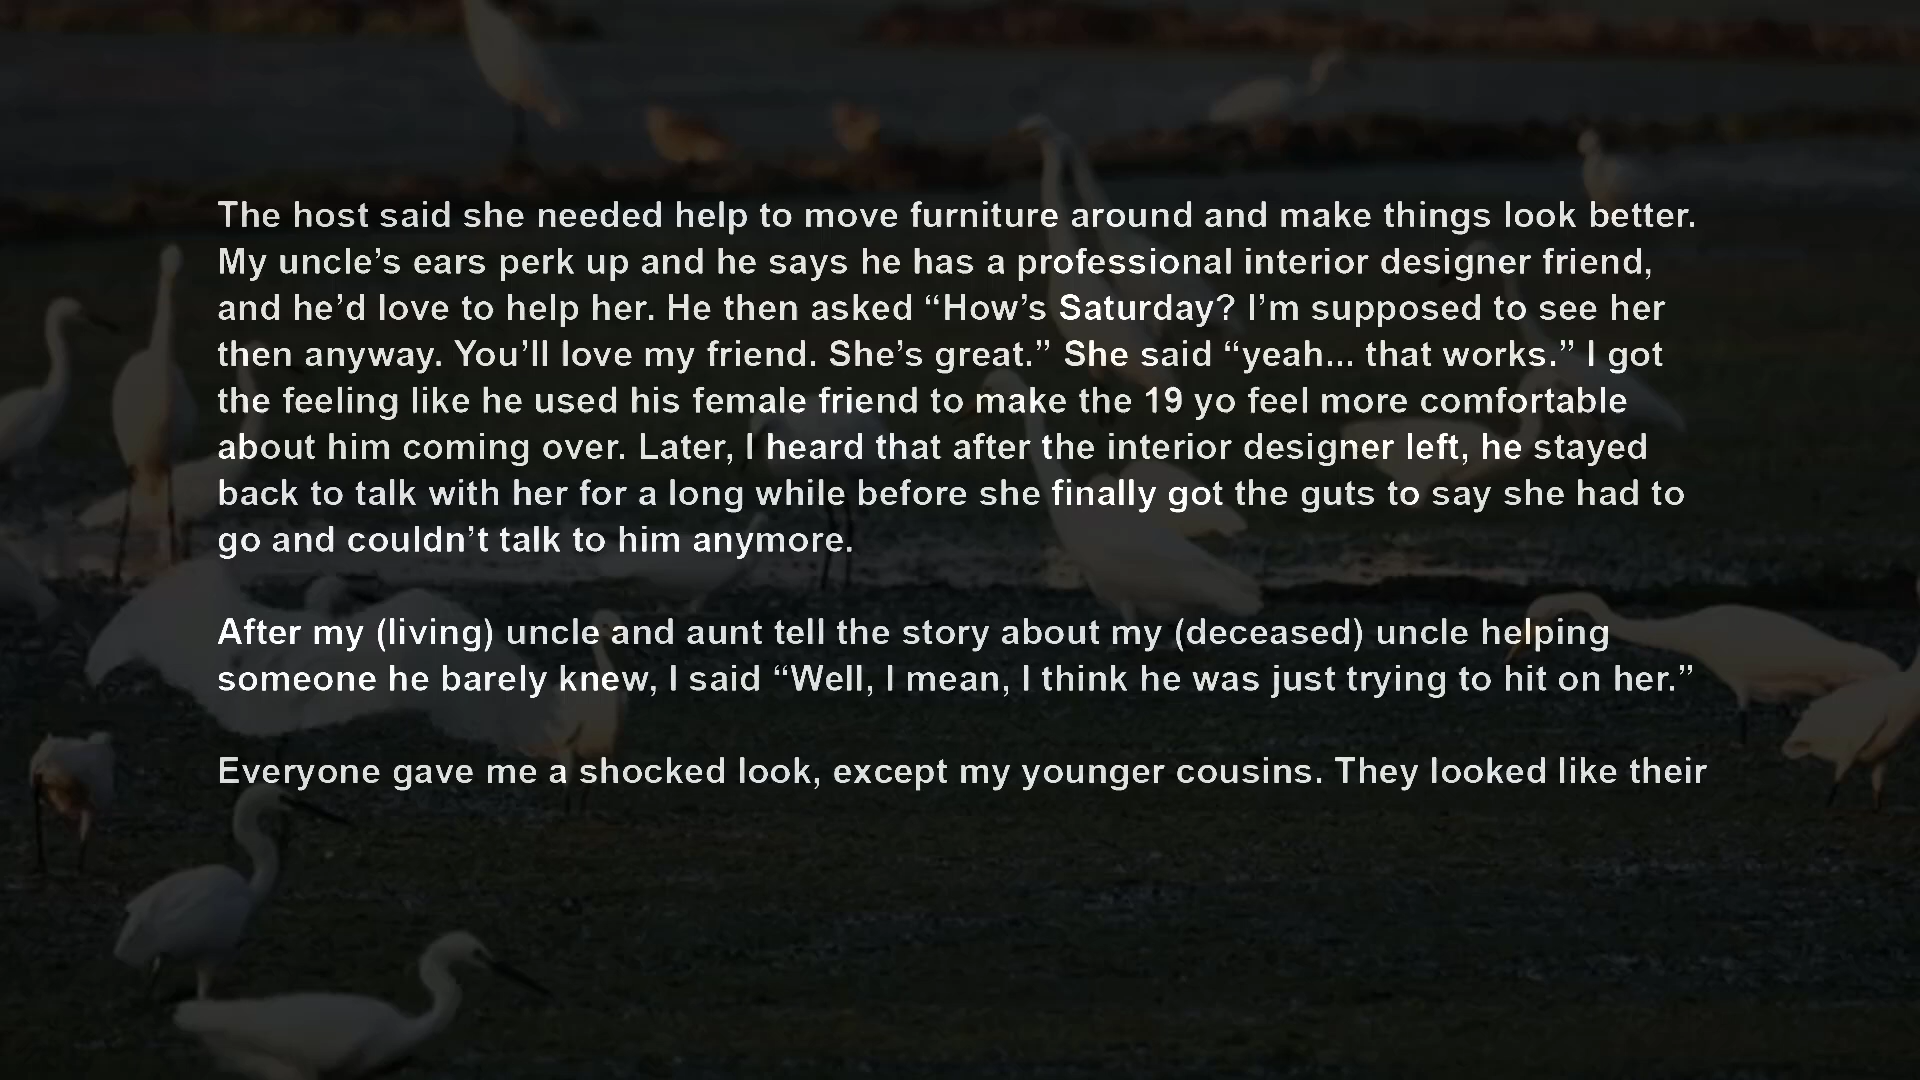 The host said she needed help to move furniture around and make things look better.
My uncle’s ears perk up and he says he has a professional interior designer friend,
and he’d love to help her. He then asked “How’s Saturday? I’m supposed to see her
then anyway. You’ll love my friend. She’s great.” She said “yeah... that works.” I got
the feeling like he used his female friend to make the 19 yo feel more comfortable
about him coming over. Later, I heard that after the interior designer left, he stayed
back to talk with her for a long while before she finally got the guts to say she had to
go and couldn’t talk to him anymore.
After my (living) uncle and aunt tell the story about my (deceased) uncle helping
someone he barely knew, I said “Well, I mean, I think he was just trying to hit on her.”
Everyone gave me a shocked look, except my younger cousins. They looked like their